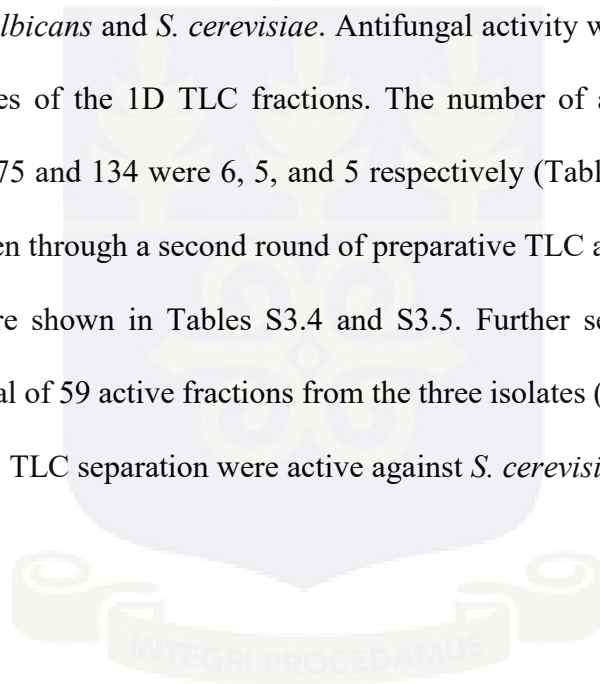 lbicans and S. cerevisiae. Antifungal activity w
es of the 1D TLC fractions. The number of a
75 and 134 were 6, 5, and 5 respectively (Tabl
en through a second round of preparative TLC a
re shown in Tables S3.4 and S3.5. Further se
al of 59 active fractions from the three isolates (
TLC separation were active against S. cerevisi
INTEGRI PROCEDAMUS